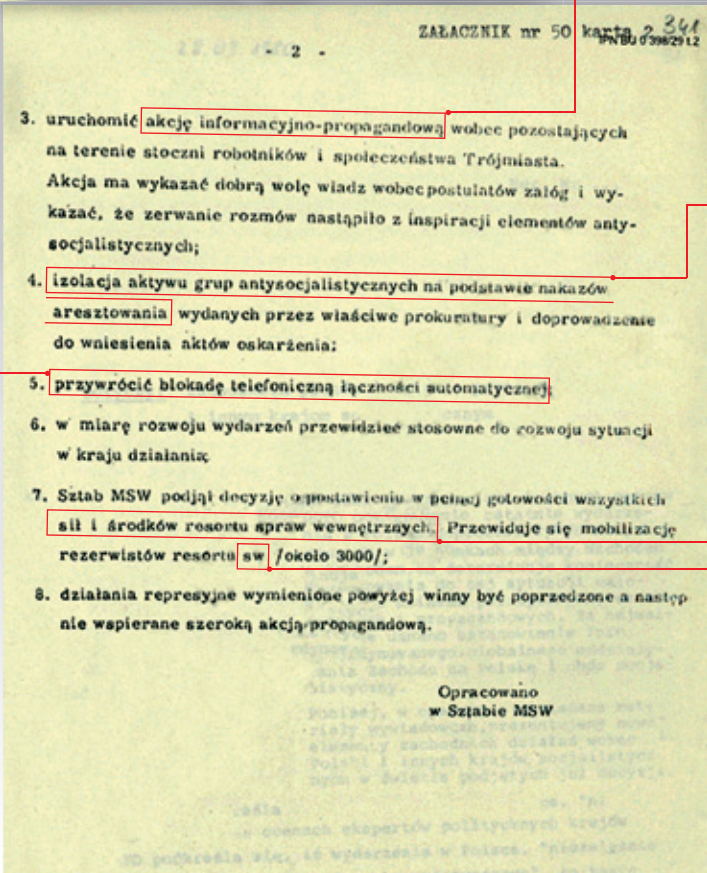 ZAŁACZNIK nr 50 karta 2 341
IPN BU 0 398/29 t.2
- 2 -
3. uruchomić akcję informacyjno-propagandową wobec pozostających
na terenie stoczni robotników i społeczeństwa Trójmiasta.
Akcja ma wykazać dobrą wolę władz wobec postulatów załóg i wy-
kazać, że zerwanie rozmów nastąpiło z inspiracji elementów anty-
socjalistycznych;
4. izolacja aktywu grup antysocjalistycznych na podstawie nakazów
aresztowania wydanych przez właściwe prokuratury i doprowadzenie
do wniesienia aktów oskarżenia;
5. przywrócić blokadę telefoniczną łączności automatycznej;
6. w miarę rozwoju wydarzeń przewidzieć stosowne do rozwoju sytuacji
w kraju działania;
7. Sztab MSW podjął decyzję o postawieniu w pełnej gotowości wszystkich
sił i środków resortu spraw wewnętrznych. Przewiduje się mobilizację
rezerwistów resortu sw /około 3000/;
8. działania represyjne wymienione powyżej winny być poprzedzone a następ
nie wspierane szeroką akcją propagandową.
Opracowano
w Sztabie MSW